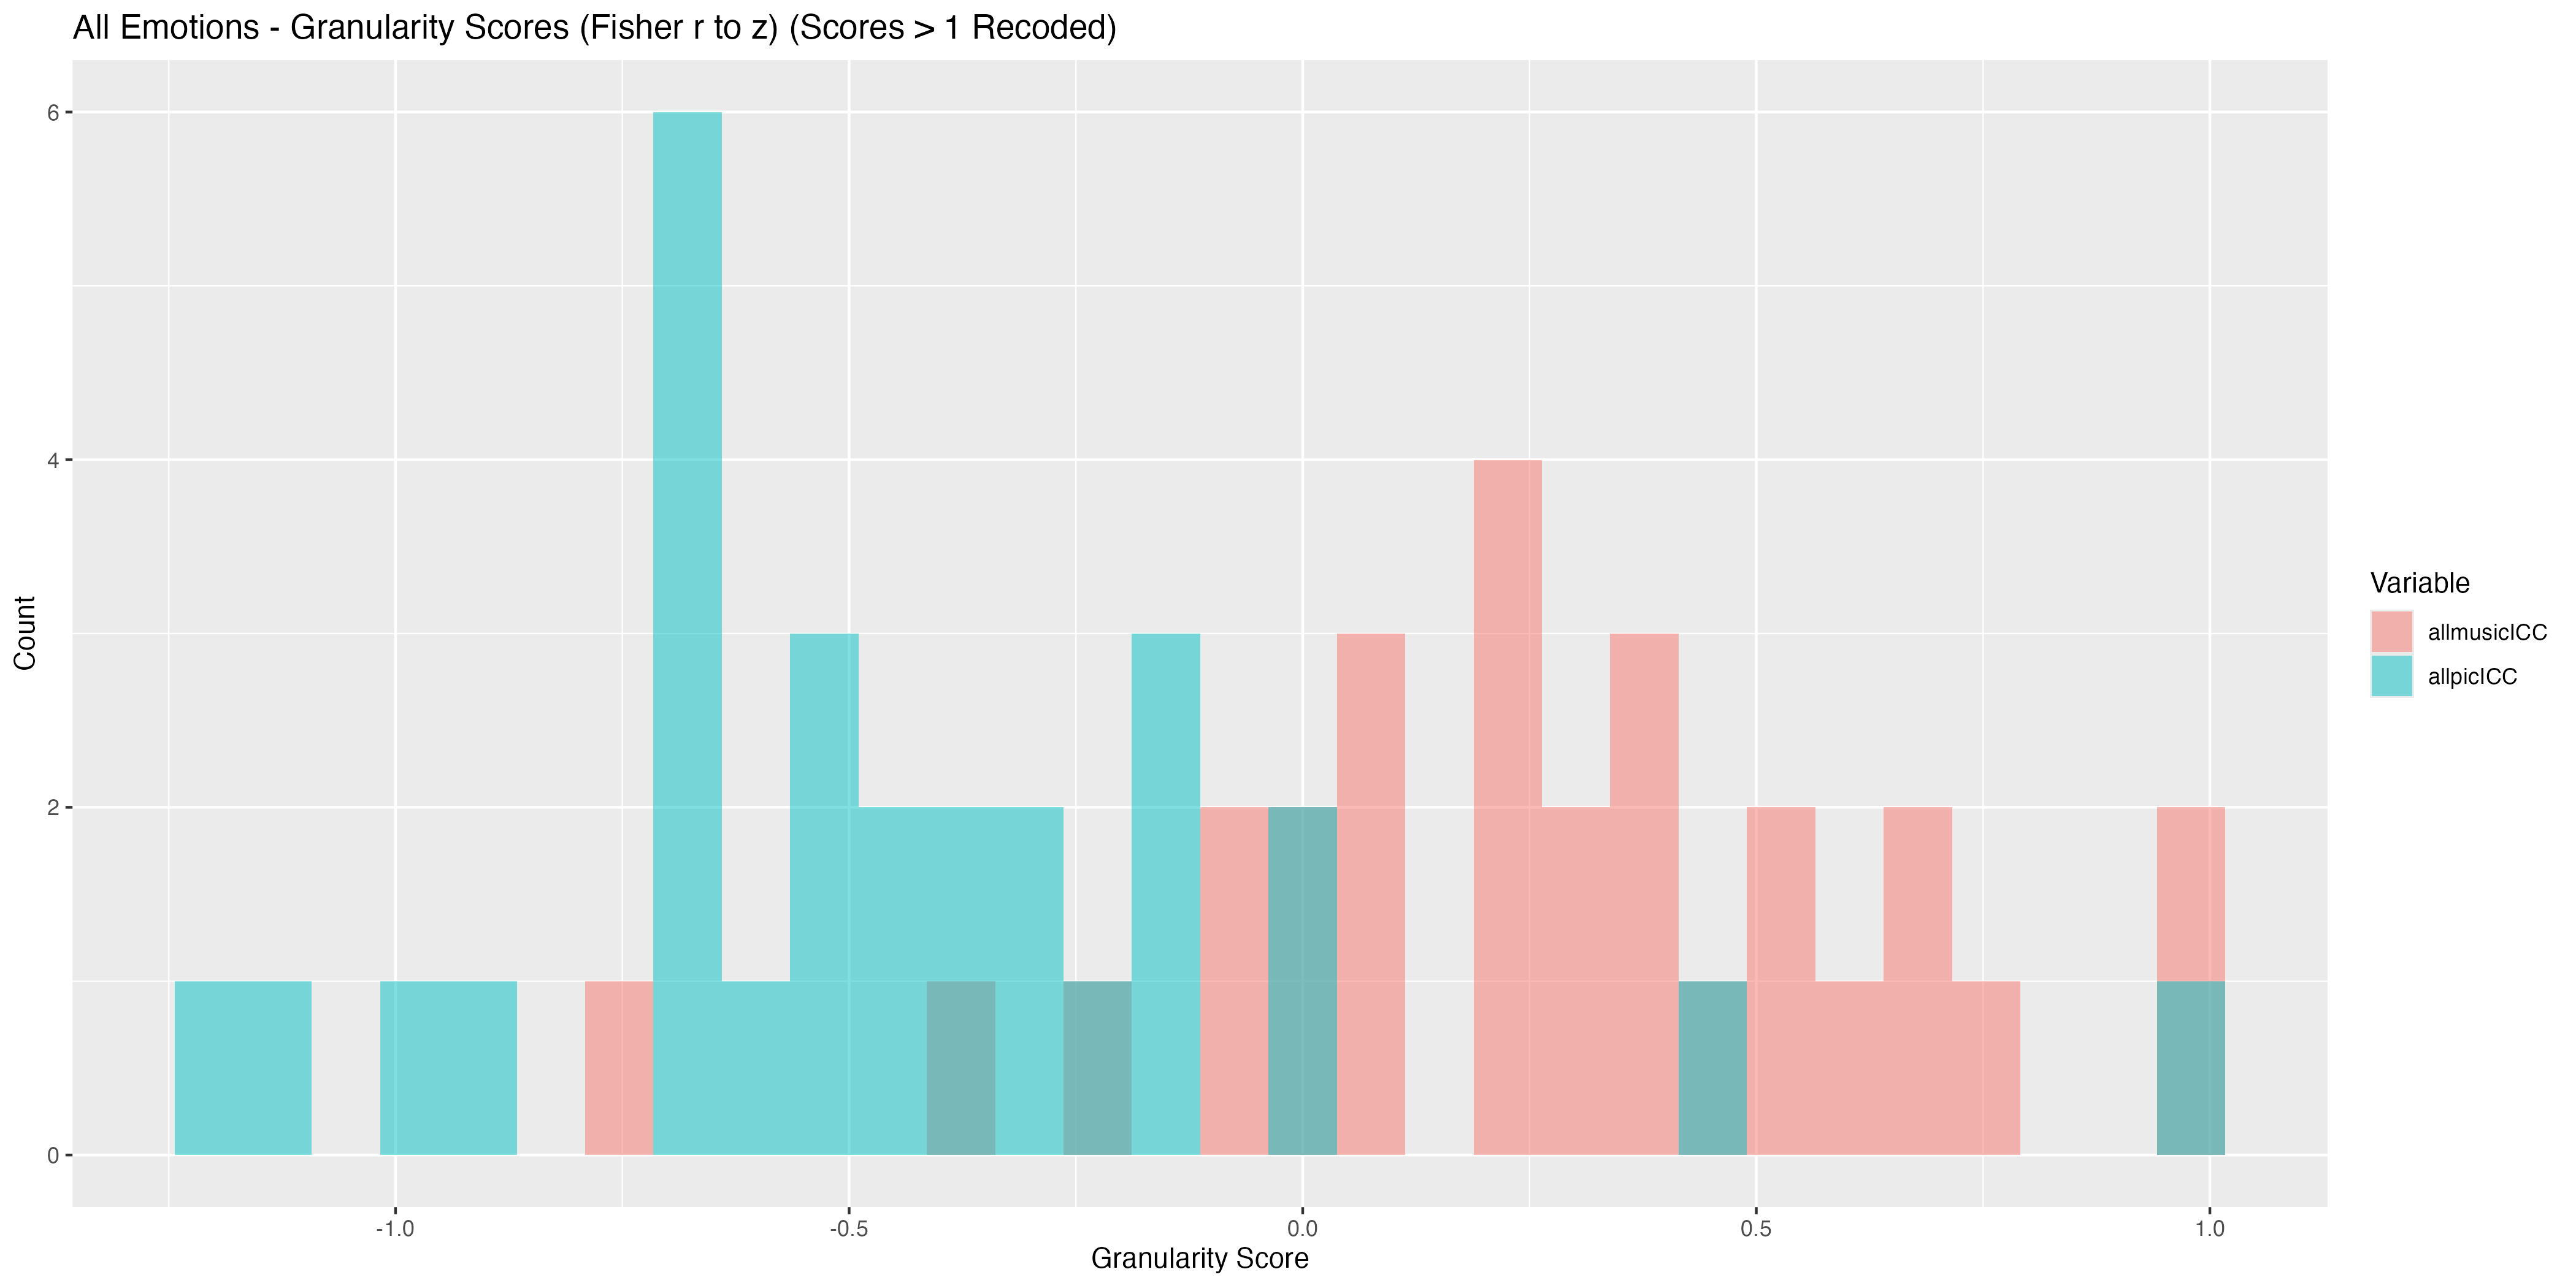 All Emotions - Granularity Scores (Fisher r to z) (Scores > 1 Recoded)
6
4
2
0
Count
-1.0
-0.5
0.0
0.5
1.0
Granularity Score
Variable
allmusicICC
allpicICC